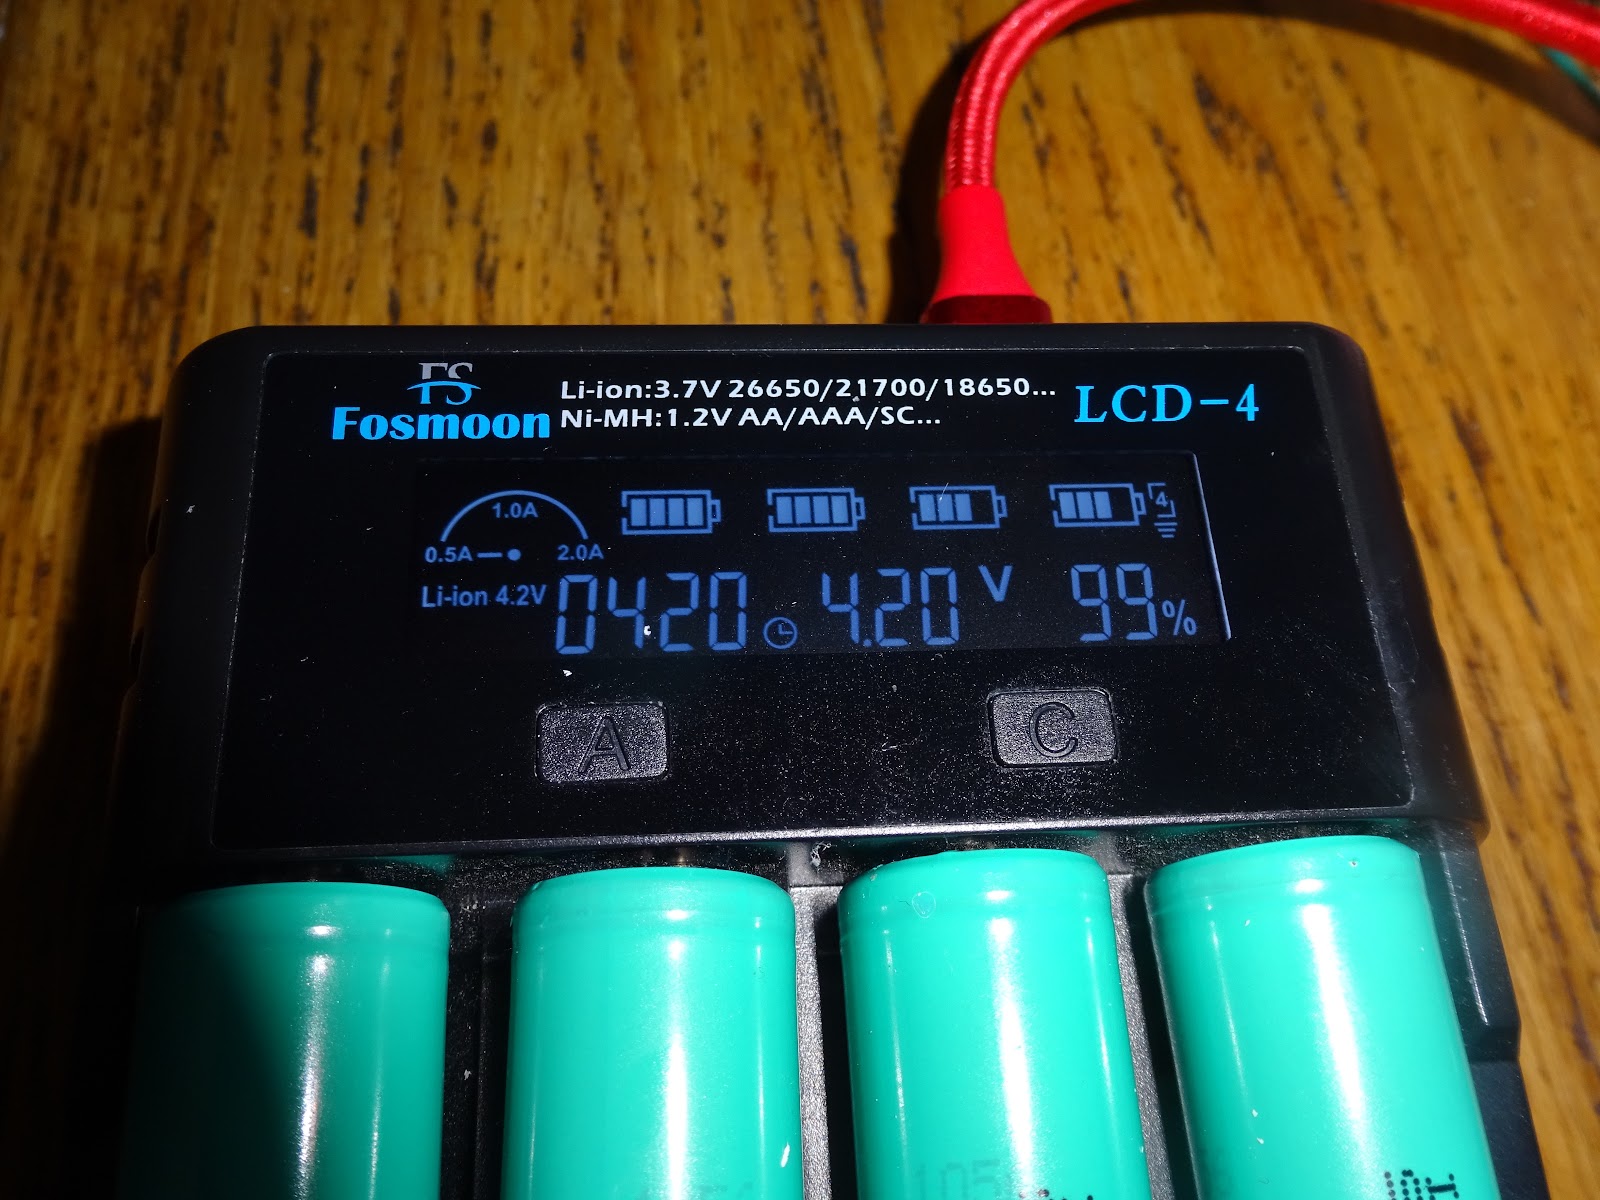 FS
Fosmoon
Li-ion:3.7V 26650/21700/18650...
Ni-MH:1.2V AA/AAA/SC...
LCD-4
1.0A
0.5A
2.0A
4
Li-ion 4.2V
0420
4.20 V
99%
A
C